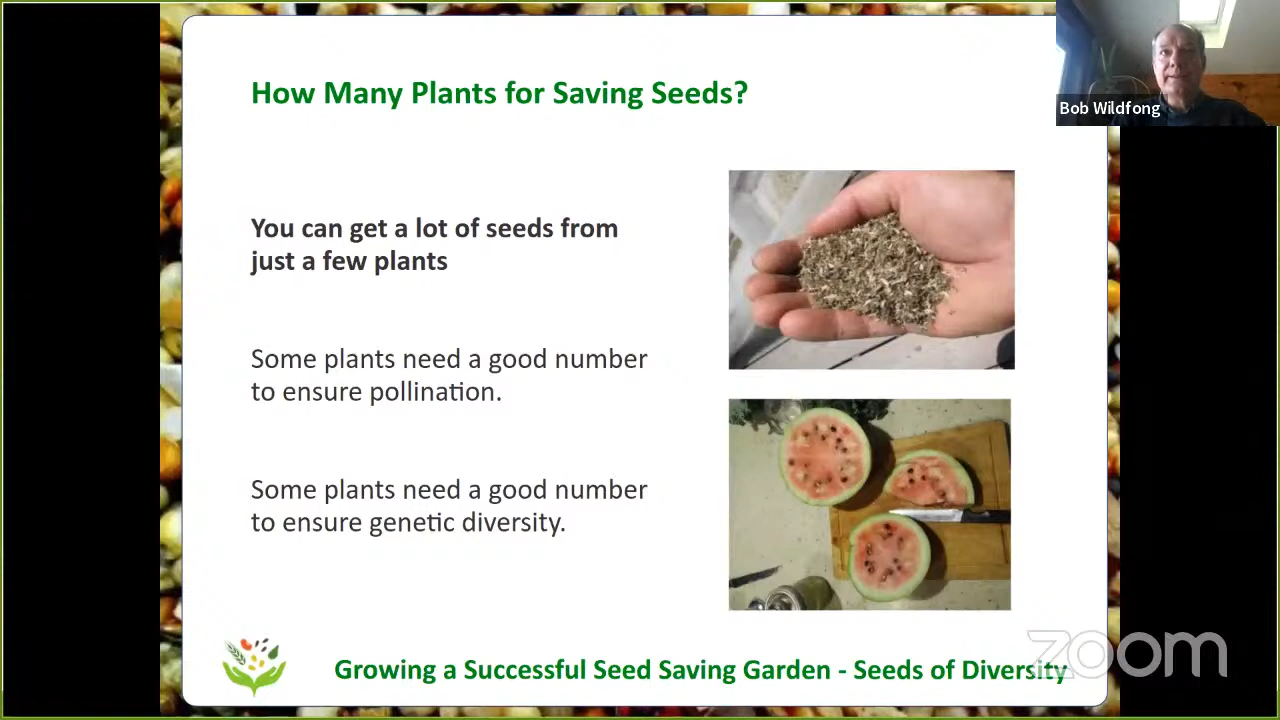 How Many Plants for Saving Seeds?
Bob Wildfong
You can get a lot of seeds from
just a few plants
Some plants need a good number
to ensure pollination.
Some plants need a good number
to ensure genetic diversity.
Growing a Successful Seed Saving Garden - Seeds of Diversity
zoom